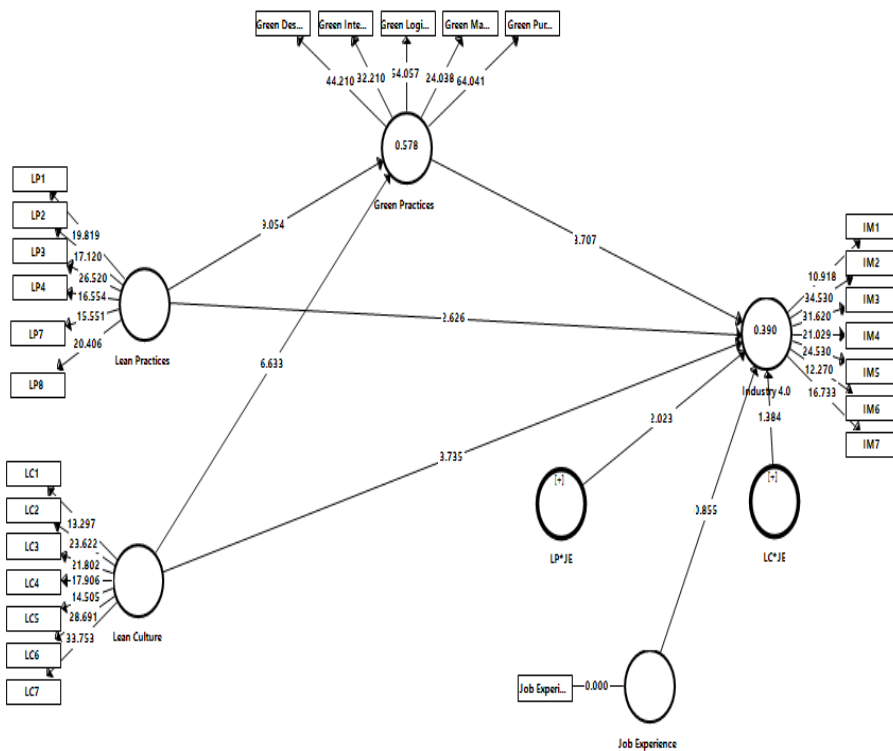 Green Des...
Green Inte...
Green Logi...
Green Ma...
Green Pur...
44.210
32.210
54.057
24.038
64.041
0.578
Green Practices
LP1
LP2
LP3
LP4
LP7
LP8
19.819
17.120
26.520
16.554
15.551
20.406
Lean Practices
9.054
3.707
2.626
6.633
3.735
2.023
1.384
0.855
0.390
Industry 4.0
IM1
IM2
IM3
IM4
IM5
IM6
IM7
10.918
34.530
31.620
21.029
24.530
12.270
16.733
LC1
LC2
LC3
LC4
LC5
LC6
LC7
13.297
23.622
21.802
17.906
14.505
28.691
33.753
Lean Culture
[+]
LP*JE
[+]
LC*JE
Job Experi...
0.000
Job Experience